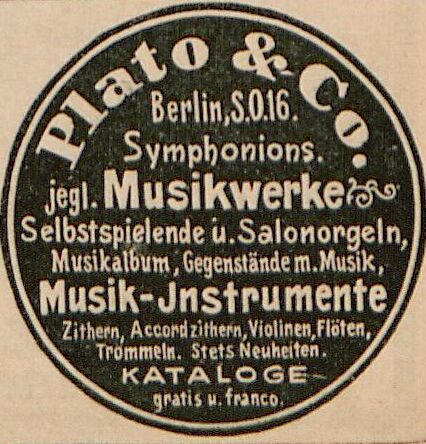 Plato & Co.
Berlin, S.O.16.
Symphonions.
jegl. Musikwerke
Selbstspielende u. Salonorgeln,
Musikalbum, Gegenstände m. Musik,
Musik-Jnstrumente
Zithern, Accordzithern, Violinen, Flöten,
Trommeln. Stets Neuheiten.
KATALOGE
gratis u. franco.